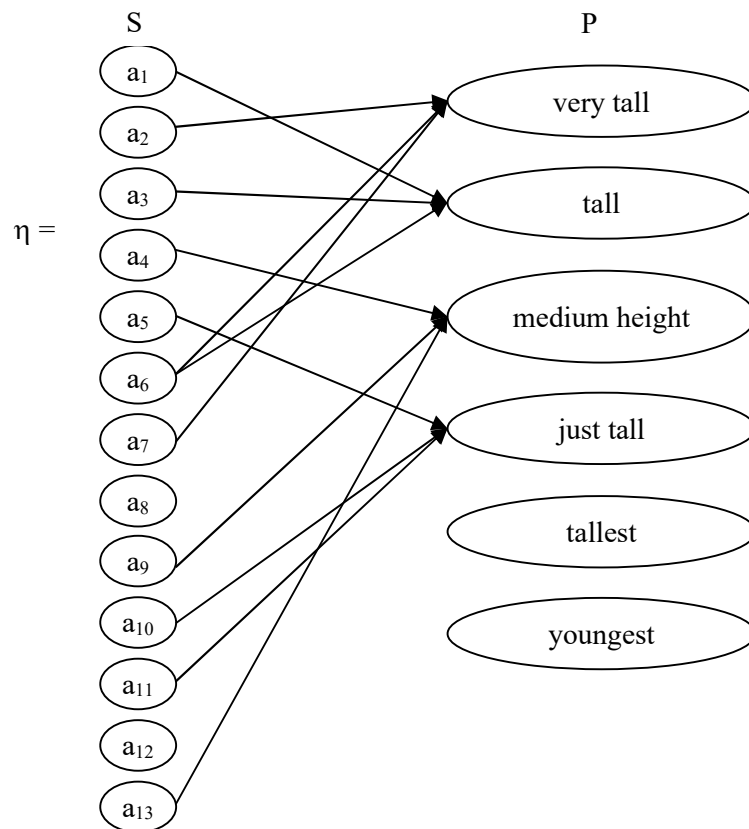 S P
a₁
very tall
a₂
a₃
tall
η =
a₄
a₅
medium height
a₆
a₇
just tall
a₈
tallest
a₉
a₁₀
youngest
a₁₁
a₁₂
a₁₃